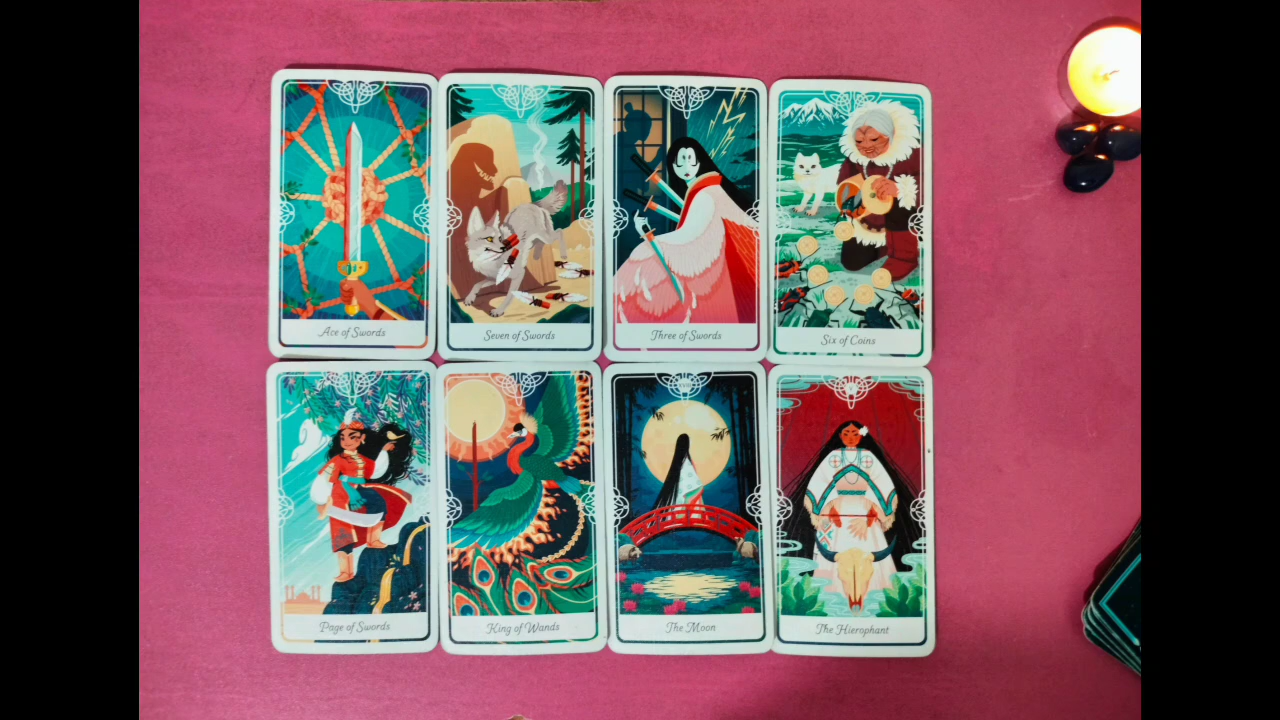 Ace of Swords
Seven of Swords
Three of Swords
Six of Coins
Page of Swords
King of Wands
XVIII
The Moon
V
The Hierophant